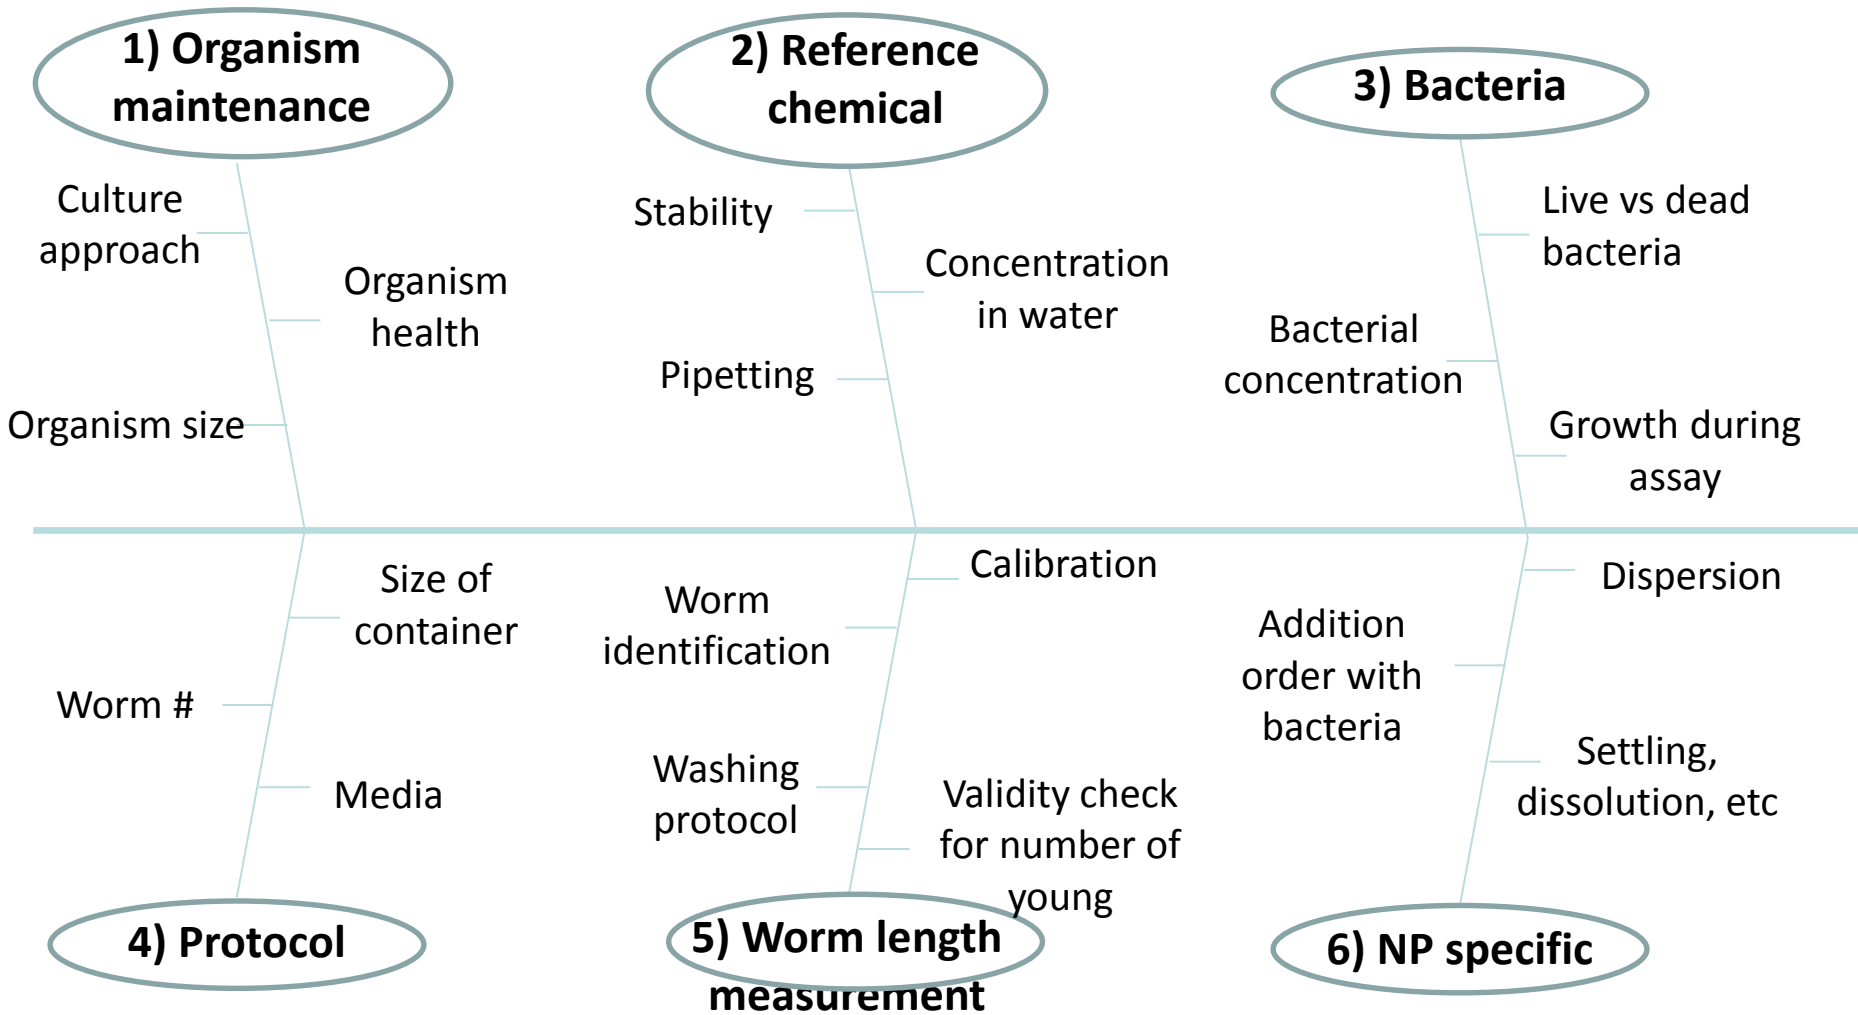 1) Organism
maintenance
2) Reference
chemical
3) Bacteria
Culture
approach
Organism
health
Organism size
Stability
Concentration
in water
Pipetting
Live vs dead
bacteria
Bacterial
concentration
Growth during
assay
Size of
container
Worm #
Media
4) Protocol
Calibration
Worm
identification
Washing
protocol
Validity check
for number of
young
5) Worm length
measurement
Dispersion
Addition
order with
bacteria
Settling,
dissolution, etc
6) NP specific